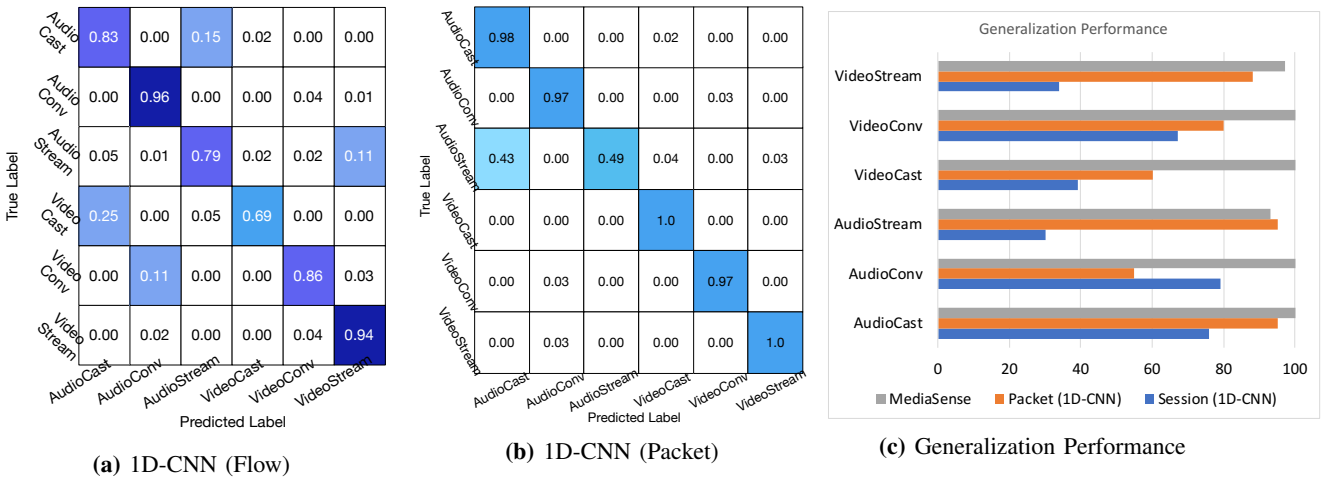 True Label
Audio Cast 0.83 0.00 0.15 0.02 0.00 0.00
Audio Conv 0.00 0.96 0.00 0.00 0.04 0.01
Audio Stream 0.05 0.01 0.79 0.02 0.02 0.11
Video Cast 0.25 0.00 0.05 0.69 0.00 0.00
Video Conv 0.00 0.11 0.00 0.00 0.86 0.03
Video Stream 0.00 0.02 0.00 0.00 0.04 0.94
AudioCast AudioConv AudioStream VideoCast VideoConv VideoStream
Predicted Label
(a) 1D-CNN (Flow)
True Label
AudioCast 0.98 0.00 0.00 0.02 0.00 0.00
AudioConv 0.00 0.97 0.00 0.00 0.03 0.00
AudioStream 0.43 0.00 0.49 0.04 0.00 0.03
VideoCast 0.00 0.00 0.00 1.0 0.00 0.00
VideoConv 0.00 0.03 0.00 0.00 0.97 0.00
VideoStream 0.00 0.03 0.00 0.00 0.00 1.0
AudioCast AudioConv AudioStream VideoCast VideoConv VideoStream
Predicted Label
(b) 1D-CNN (Packet)
Generalization Performance
VideoStream
VideoConv
VideoCast
AudioStream
AudioConv
AudioCast
0 20 40 60 80 100
MediaSense Packet (1D-CNN) Session (1D-CNN)
(c) Generalization Performance